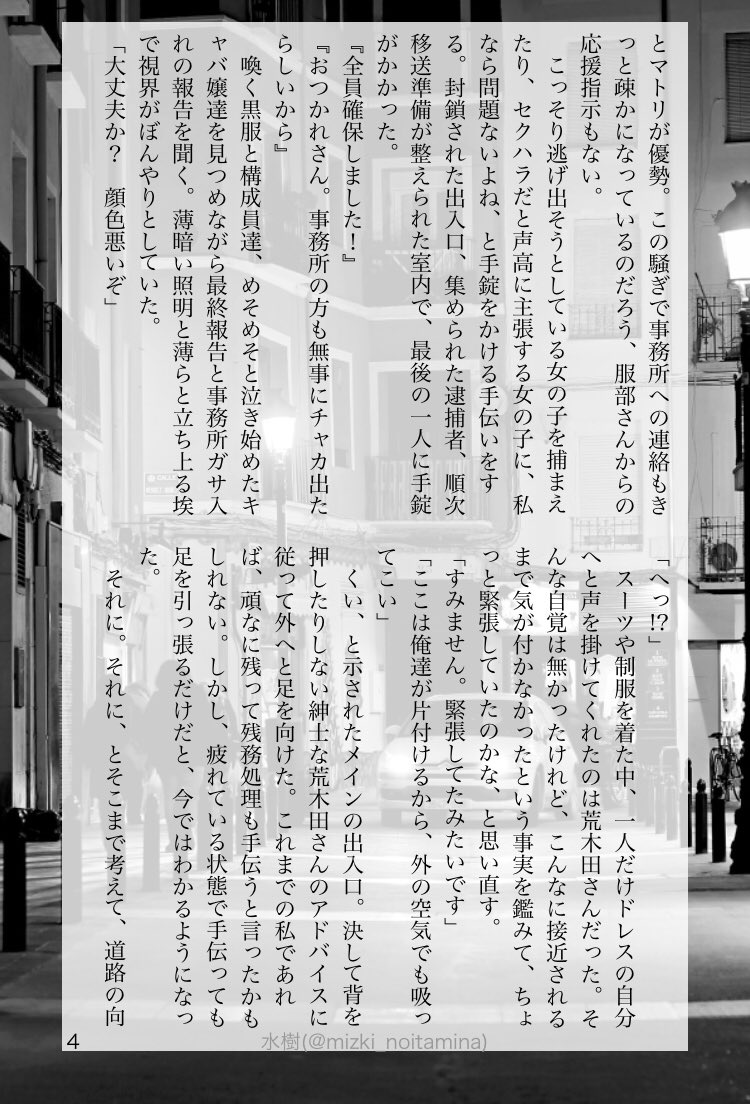 とマトリが優勢。この騒ぎで事務所への連絡もき
っと疎かになっているのだろう、服部さんからの
応援指示もない。
　こっそり逃げ出そうとしている女の子を捕まえ
たり、セクハラだと声高に主張する女の子に、私
なら問題ないよね、と手錠をかける手伝いをす
る。封鎖された出入口、集められた逮捕者、順次
移送準備が整えられた室内で、最後の一人に手錠
がかかった。
『全員確保しました！』
『おつかれさん。事務所の方も無事にチャカ出た
らしいから』
　喚く黒服と構成員達、めそめそと泣き始めたキ
ャバ嬢達を見つめながら最終報告と事務所ガサ入
れの報告を聞く。薄暗い照明と薄らと立ち上る埃
で視界がぼんやりとしていた。
「大丈夫か？　顔色悪いぞ」
「へっ!?」
　スーツや制服を着た中、一人だけドレスの自分
へと声を掛けてくれたのは荒木田さんだった。そ
んな自覚は無かったけれど、こんなに接近される
まで気が付かなかったという事実を鑑みて、ちょ
っと緊張していたのかな、と思い直す。
「すみません。緊張してたみたいです」
「ここは俺達が片付けるから、外の空気でも吸っ
てこい」
　くい、と示されたメインの出入口。決して背を
押したりしない紳士な荒木田さんのアドバイスに
従って外へと足を向けた。これまでの私であれ
ば、頑なに残って残務処理も手伝うと言ったかも
しれない。しかし、疲れている状態で手伝っても
足を引っ張るだけだと、今ではわかるようになっ
た。
　それに。それに、とそこまで考えて、道路の向
4
水樹(@mizki_noitamina)